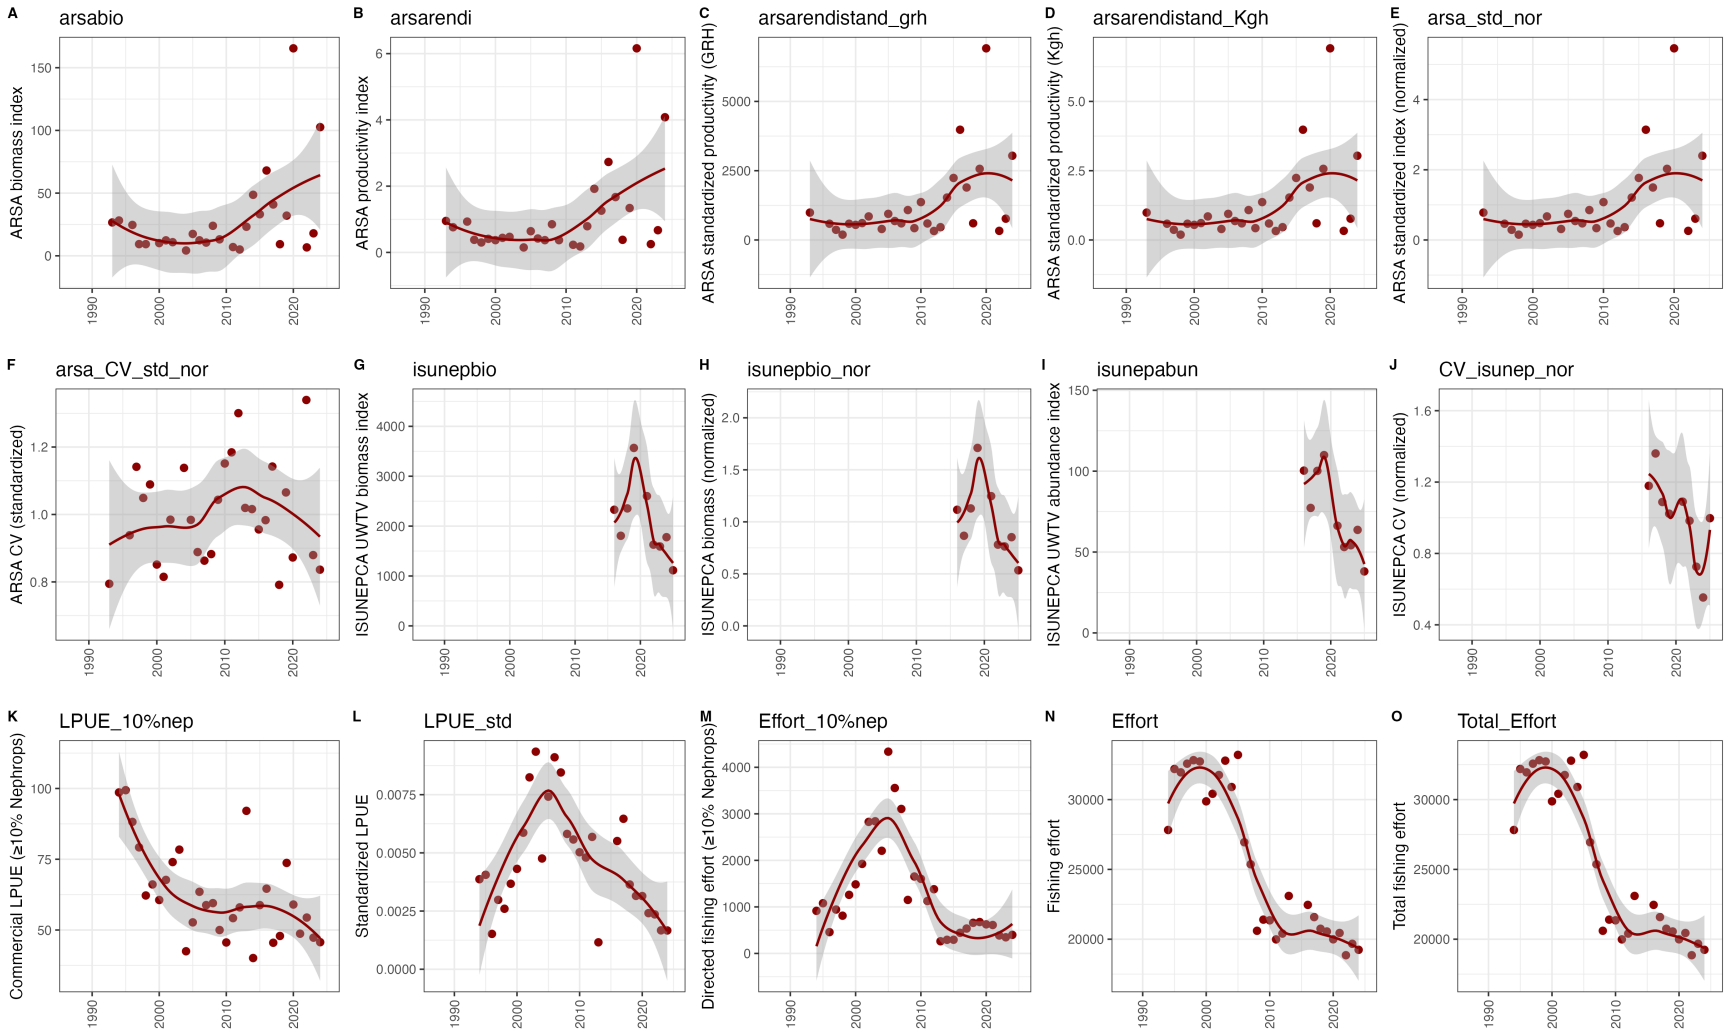 A
arsabio
ARSA biomass index
150
100
50
0
1990
2000
2010
2020
B
arsarendi
ARSA productivity index
6
4
2
0
1990
2000
2010
2020
C
arsarendistand_grh
ARSA standardized productivity (GRH)
5000
2500
0
1990
2000
2010
2020
D
arsarendistand_Kgh
ARSA standardized productivity (Kgh)
5.0
2.5
0.0
1990
2000
2010
2020
E
arsa_std_nor
ARSA standardized index (normalized)
4
2
0
1990
2000
2010
2020
F
arsa_CV_std_nor
ARSA CV (standardized)
1.2
1.0
0.8
1990
2000
2010
2020
G
isunepbio
ISUNEPCA UWTV biomass index
4000
3000
2000
1000
0
1990
2000
2010
2020
H
isunepbio_nor
ISUNEPCA biomass (normalized)
2.0
1.5
1.0
0.5
0.0
1990
2000
2010
2020
I
isunepabun
ISUNEPCA UWTV abundance index
150
100
50
0
1990
2000
2010
2020
J
CV_isunep_nor
ISUNEPCA CV (normalized)
1.6
1.2
0.8
0.4
1990
2000
2010
2020
K
LPUE_10%nep
Commercial LPUE (≥10% Nephrops)
100
75
50
1990
2000
2010
2020
L
LPUE_std
Standardized LPUE
0.0075
0.0050
0.0025
0.0000
1990
2000
2010
2020
M
Effort_10%nep
Directed fishing effort (≥10% Nephrops)
4000
3000
2000
1000
0
1990
2000
2010
2020
N
Effort
Fishing effort
30000
25000
20000
1990
2000
2010
2020
O
Total_Effort
Total fishing effort
30000
25000
20000
1990
2000
2010
2020